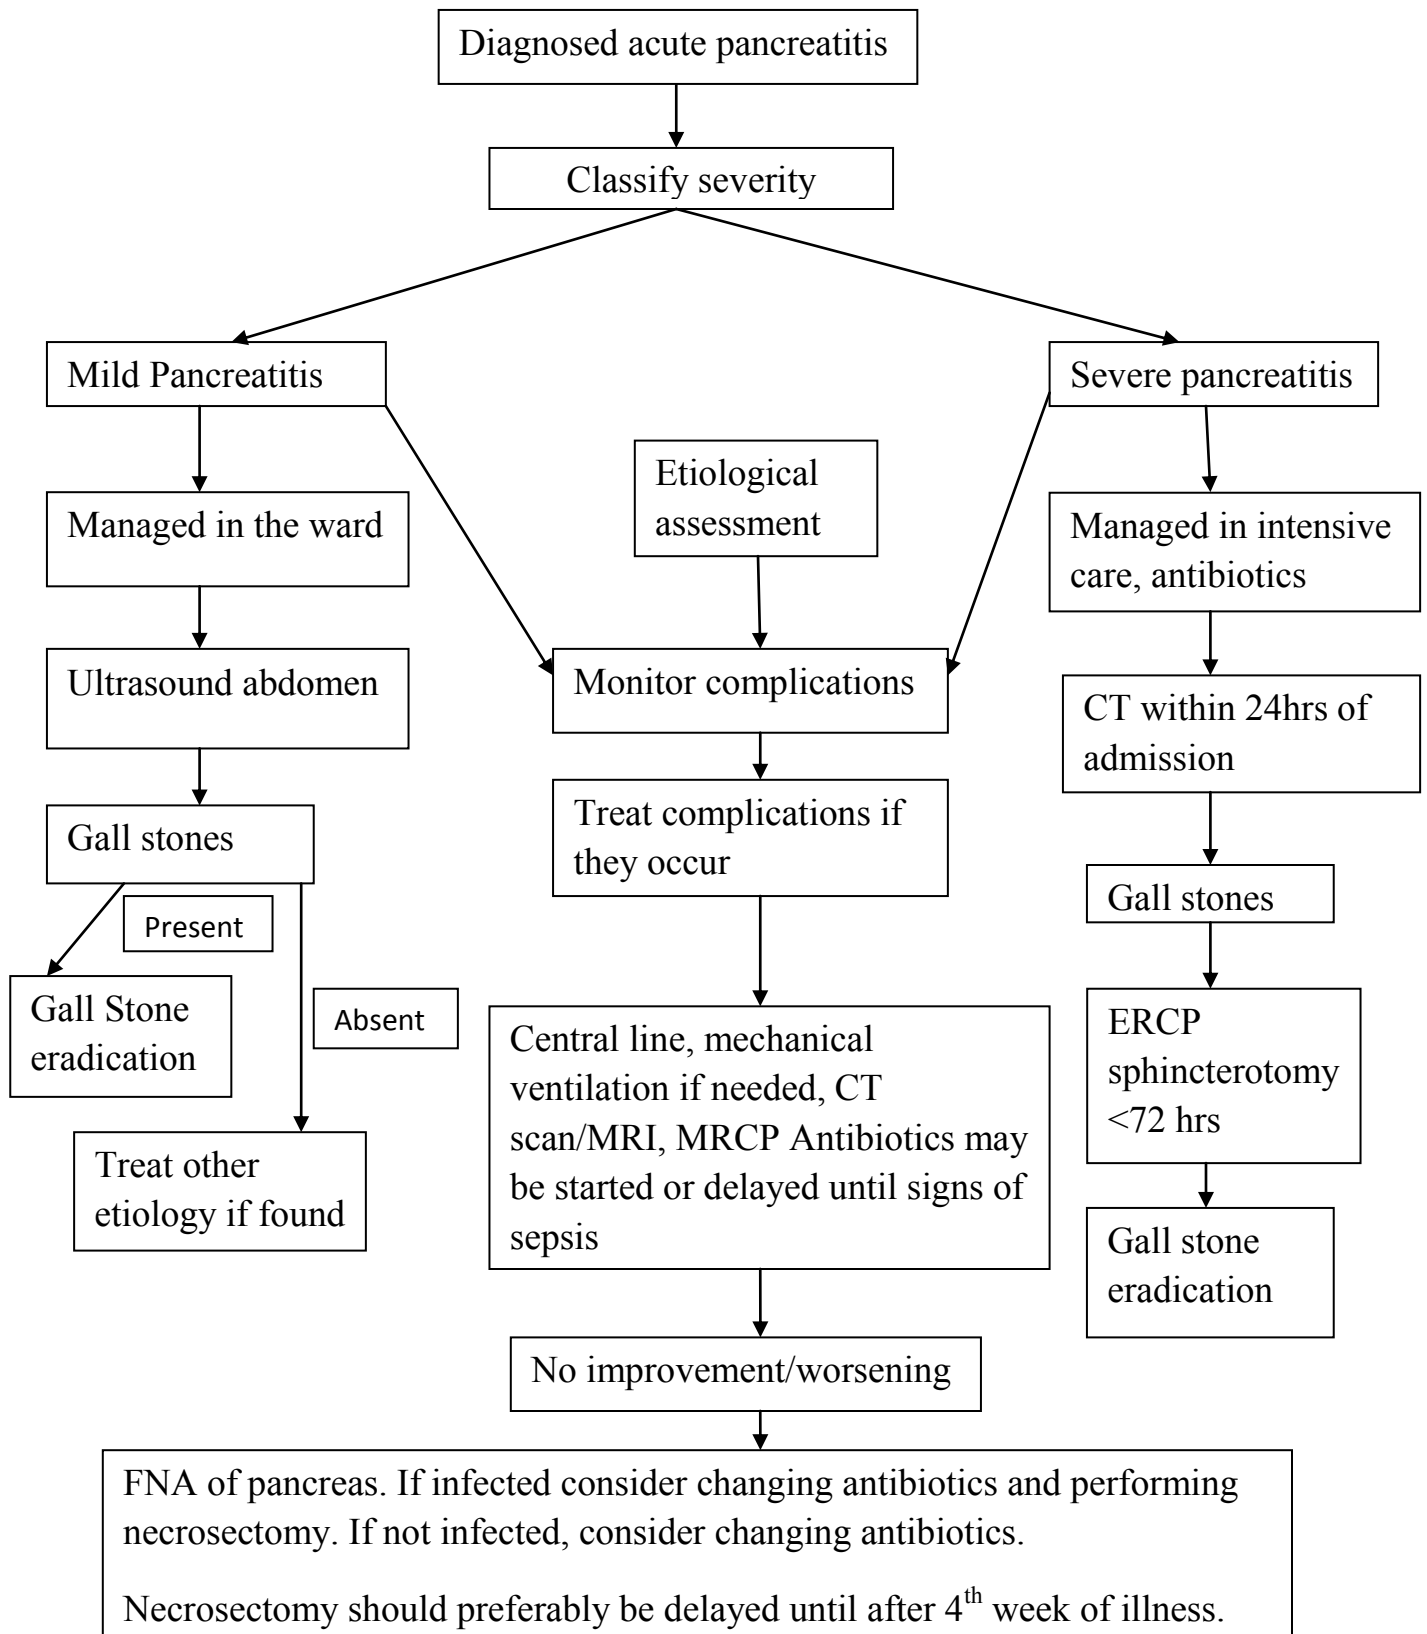 Diagnosed acute pancreatitis
Classify severity
Mild Pancreatitis
Severe pancreatitis
Etiological
assessment
Managed in the ward
Managed in intensive
care, antibiotics
Ultrasound abdomen
Monitor complications
CT within 24hrs of
admission
Gall stones
Treat complications if
they occur
Gall stones
Present
Absent
Gall Stone
eradication
Treat other
etiology if found
Central line, mechanical
ventilation if needed, CT
scan/MRI, MRCP Antibiotics may
be started or delayed until signs of
sepsis
ERCP
sphincterotomy
<72 hrs
Gall stone
eradication
No improvement/worsening
FNA of pancreas. If infected consider changing antibiotics and performing
necrosectomy. If not infected, consider changing antibiotics.
Necrosectomy should preferably be delayed until after 4th week of illness.